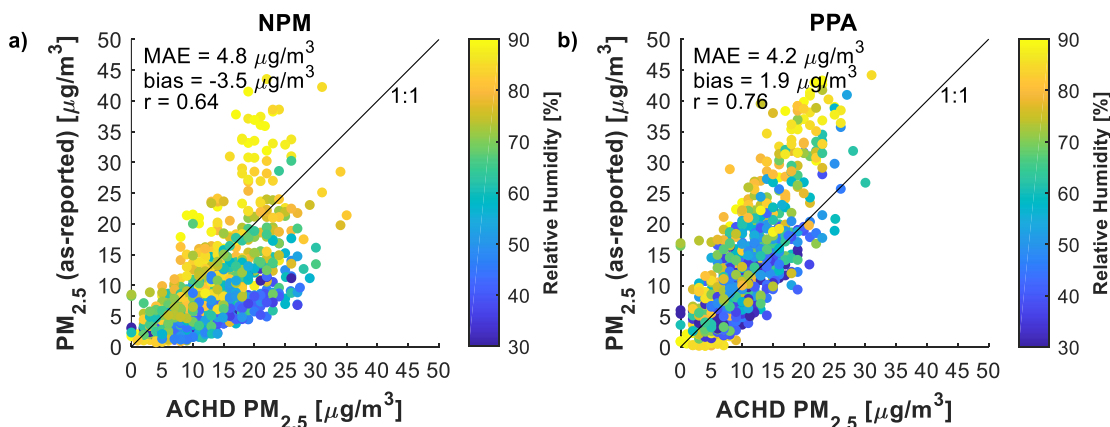 a)
NPM
MAE = 4.8 μg/m³
bias = -3.5 μg/m³
r = 0.64
1:1
50
45
40
35
30
25
20
15
10
5
0
PM₂.₅ (as-reported) [μg/m³]
0 5 10 15 20 25 30 35 40 45 50
ACHD PM₂.₅ [μg/m³]
90
80
70
60
50
40
30
Relative Humidity [%]
b)
PPA
MAE = 4.2 μg/m³
bias = 1.9 μg/m³
r = 0.76
1:1
50
45
40
35
30
25
20
15
10
5
0
PM₂.₅ (as-reported) [μg/m³]
0 5 10 15 20 25 30 35 40 45 50
ACHD PM₂.₅ [μg/m³]
90
80
70
60
50
40
30
Relative Humidity [%]